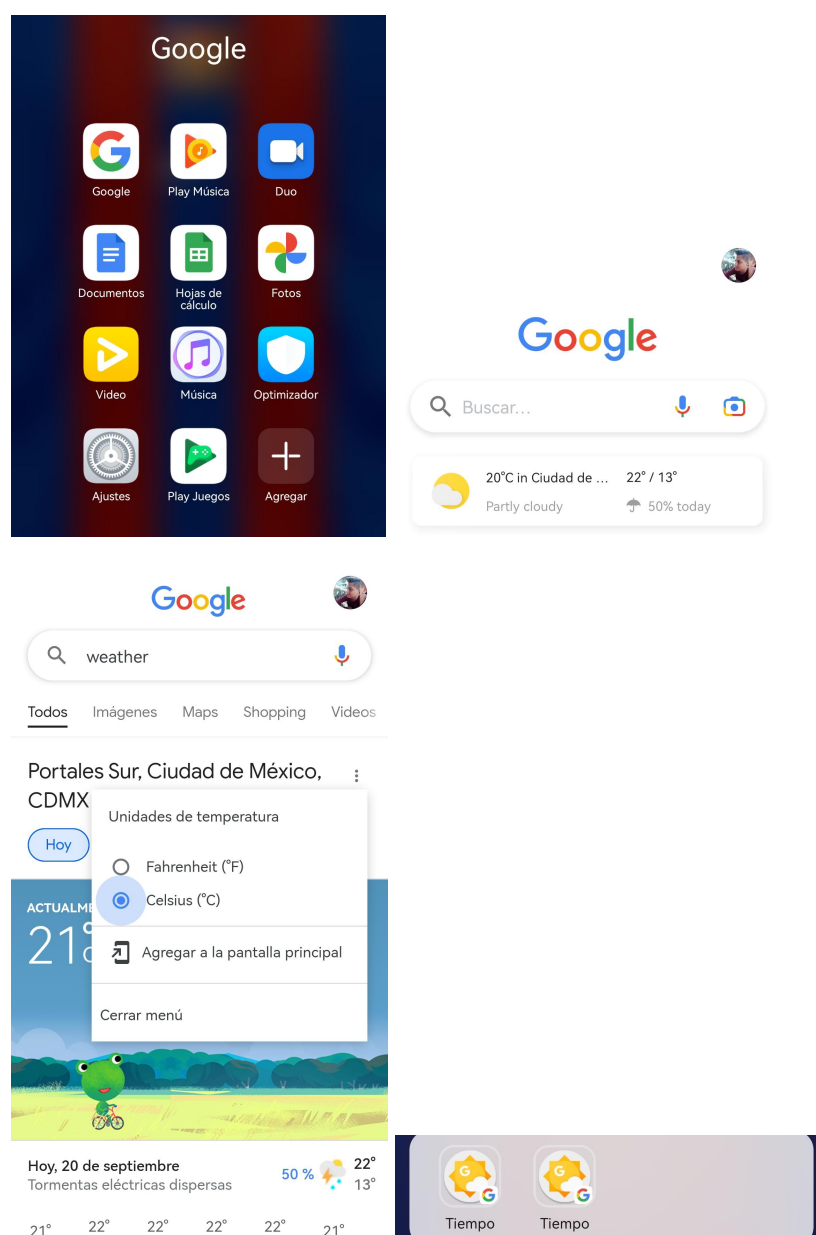 Google
Google
Play Música
Duo
Documentos
Hojas de
cálculo
Fotos
Video
Música
Optimizador
Ajustes
Play Juegos
Agregar
Google
Buscar...
20°C in Ciudad de ...
22° / 13°
Partly cloudy
50% today
Google
weather
Todos
Imágenes
Maps
Shopping
Videos
Portales Sur, Ciudad de México,
CDMX
Unidades de temperatura
Hoy
Fahrenheit (°F)
Celsius (°C)
ACTUALME
21°
Agregar a la pantalla principal
Cerrar menú
Hoy, 20 de septiembre
50 %
22°
Tormentas eléctricas dispersas
13°
21°
22°
22°
22°
22°
21°
G
G
G
G
Tiempo
Tiempo